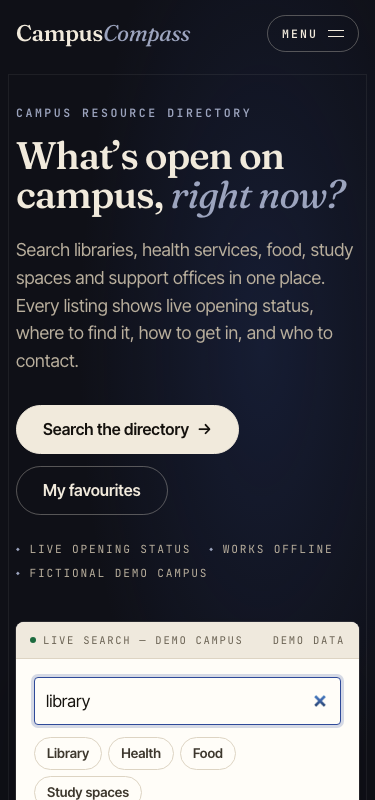 CampusCompass
MENU
CAMPUS RESOURCE DIRECTORY
What's open on
campus, right now?
Search libraries, health services, food, study
spaces and support offices in one place.
Every listing shows live opening status,
where to find it, how to get in, and who to
contact.
Search the directory →
My favourites
LIVE OPENING STATUS
WORKS OFFLINE
FICTIONAL DEMO CAMPUS
LIVE SEARCH — DEMO CAMPUS
DEMO DATA
library
Library
Health
Food
Study spaces